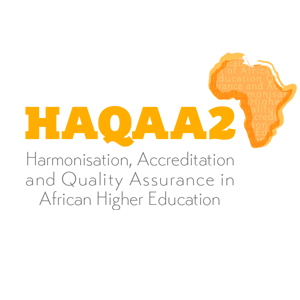 HAQAA2
Harmonisation, Accreditation
and Quality Assurance in
African Higher Education